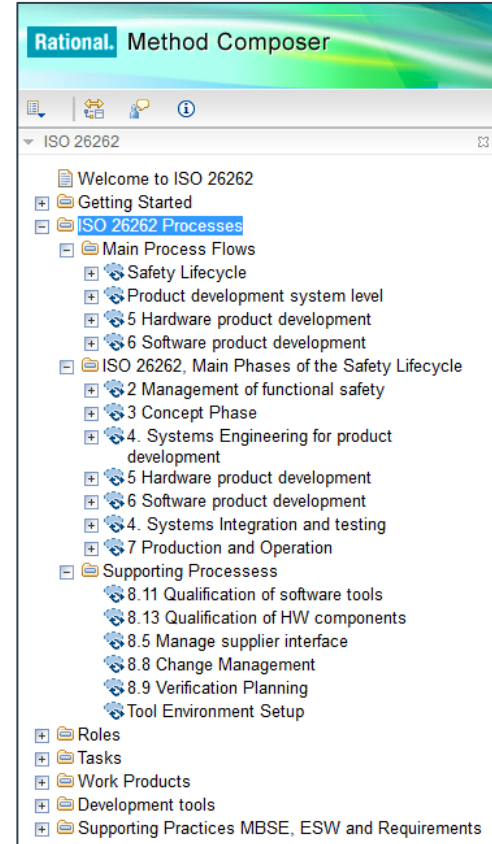 Rational. Method Composer
ISO 26262
Welcome to ISO 26262
Getting Started
ISO 26262 Processes
Main Process Flows
Safety Lifecycle
Product development system level
5 Hardware product development
6 Software product development
ISO 26262, Main Phases of the Safety Lifecycle
2 Management of functional safety
3 Concept Phase
4. Systems Engineering for product
development
5 Hardware product development
6 Software product development
4. Systems Integration and testing
7 Production and Operation
Supporting Processess
8.11 Qualification of software tools
8.13 Qualification of HW components
8.5 Manage supplier interface
8.8 Change Management
8.9 Verification Planning
Tool Environment Setup
Roles
Tasks
Work Products
Development tools
Supporting Practices MBSE, ESW and Requirements